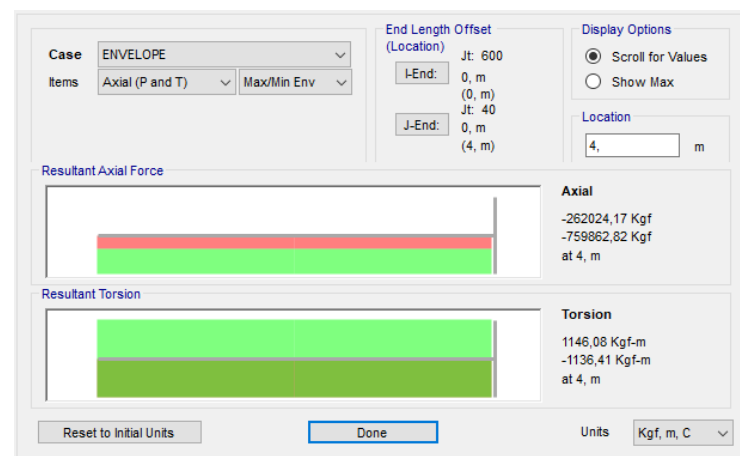 Case ENVELOPE
Items Axial (P and T) Max/Min Env
End Length Offset
(Location)
Jt: 600
I-End: 0, m
(0, m)
Jt: 40
J-End: 0, m
(4, m)
Display Options
Scroll for Values
Show Max
Location
4, m
Resultant Axial Force
Axial
-262024,17 Kgf
-759862,82 Kgf
at 4, m
Resultant Torsion
Torsion
1146,08 Kgf-m
-1136,41 Kgf-m
at 4, m
Reset to Initial Units Done Units Kgf, m, C